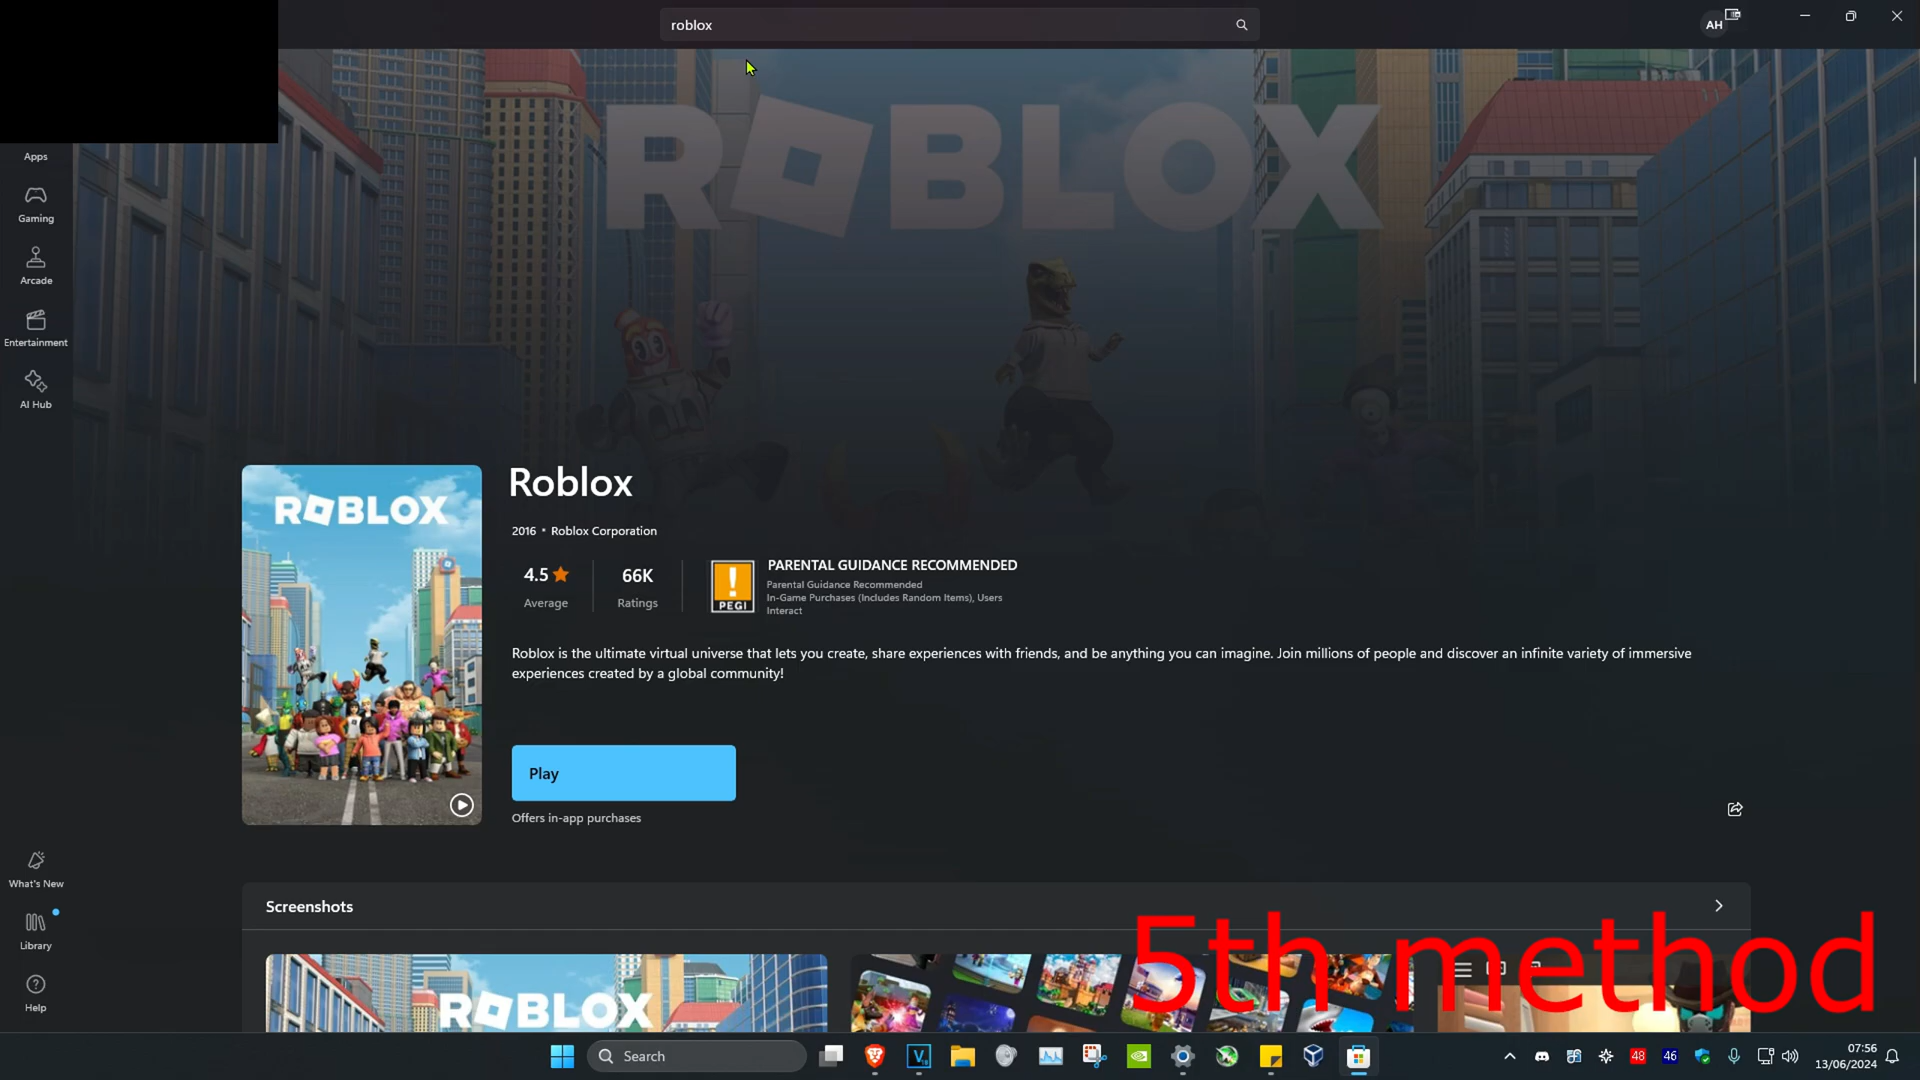 roblox
AH
ROBLOX
Apps
Gaming
Arcade
Entertainment
AI Hub
ROBLOX
Roblox
2016 • Roblox Corporation
4.5
Average
66K
Ratings
PEGI
PARENTAL GUIDANCE RECOMMENDED
Parental Guidance Recommended
In-Game Purchases (Includes Random Items), Users
Interact
Roblox is the ultimate virtual universe that lets you create, share experiences with friends, and be anything you can imagine. Join millions of people and discover an infinite variety of immersive
experiences created by a global community!
Play
Offers in-app purchases
What's New
Library
Help
Screenshots
ROBLOX
5th method
Search
48
46
07:56
13/06/2024